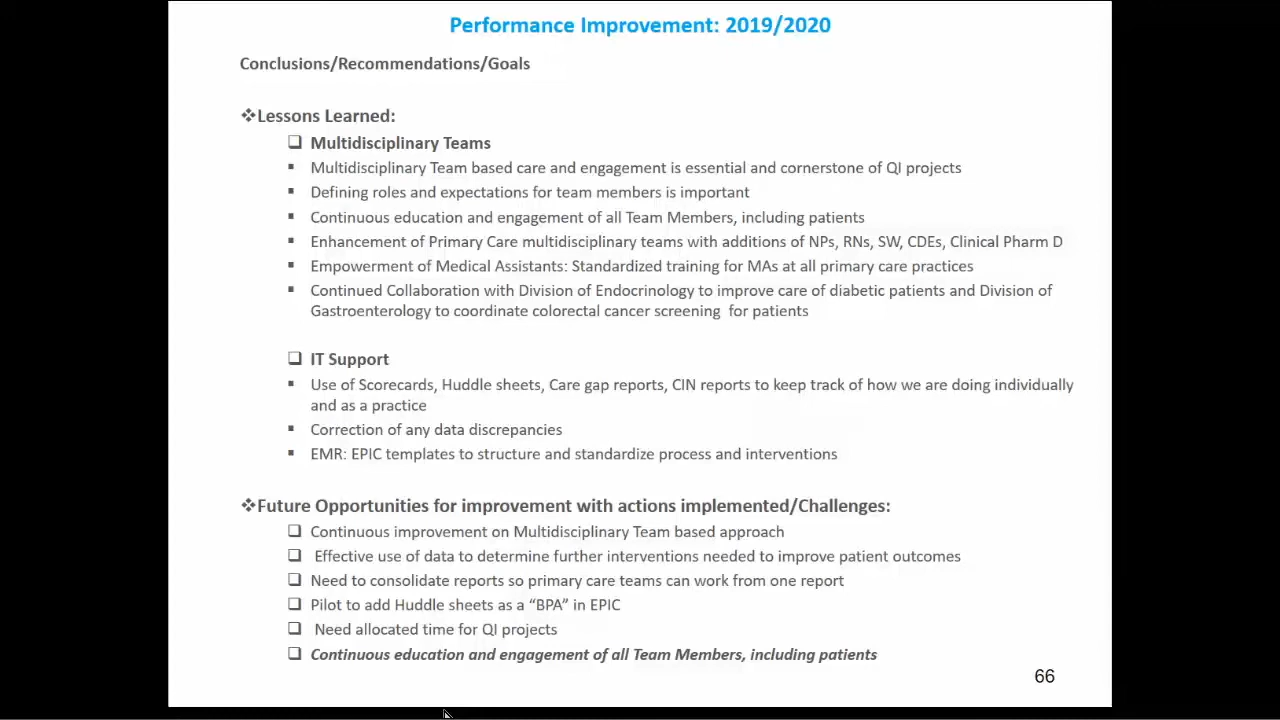 Performance Improvement: 2019/2020
Conclusions/Recommendations/Goals
❖Lessons Learned:
❑ Multidisciplinary Teams
▪ Multidisciplinary Team based care and engagement is essential and cornerstone of QI projects
▪ Defining roles and expectations for team members is important
▪ Continuous education and engagement of all Team Members, including patients
▪ Enhancement of Primary Care multidisciplinary teams with additions of NPs, RNs, SW, CDEs, Clinical Pharm D
▪ Empowerment of Medical Assistants: Standardized training for MAs at all primary care practices
▪ Continued Collaboration with Division of Endocrinology to improve care of diabetic patients and Division of
Gastroenterology to coordinate colorectal cancer screening for patients
❑ IT Support
▪ Use of Scorecards, Huddle sheets, Care gap reports, CIN reports to keep track of how we are doing individually
and as a practice
▪ Correction of any data discrepancies
▪ EMR: EPIC templates to structure and standardize process and interventions
❖Future Opportunities for improvement with actions implemented/Challenges:
❑ Continuous improvement on Multidisciplinary Team based approach
❑ Effective use of data to determine further interventions needed to improve patient outcomes
❑ Need to consolidate reports so primary care teams can work from one report
❑ Pilot to add Huddle sheets as a “BPA” in EPIC
❑ Need allocated time for QI projects
❑ Continuous education and engagement of all Team Members, including patients
66